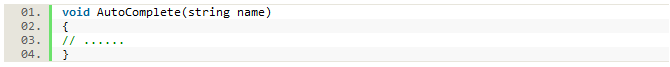 01. void AutoComplete(string name)
02. {
03. // ......
04. }